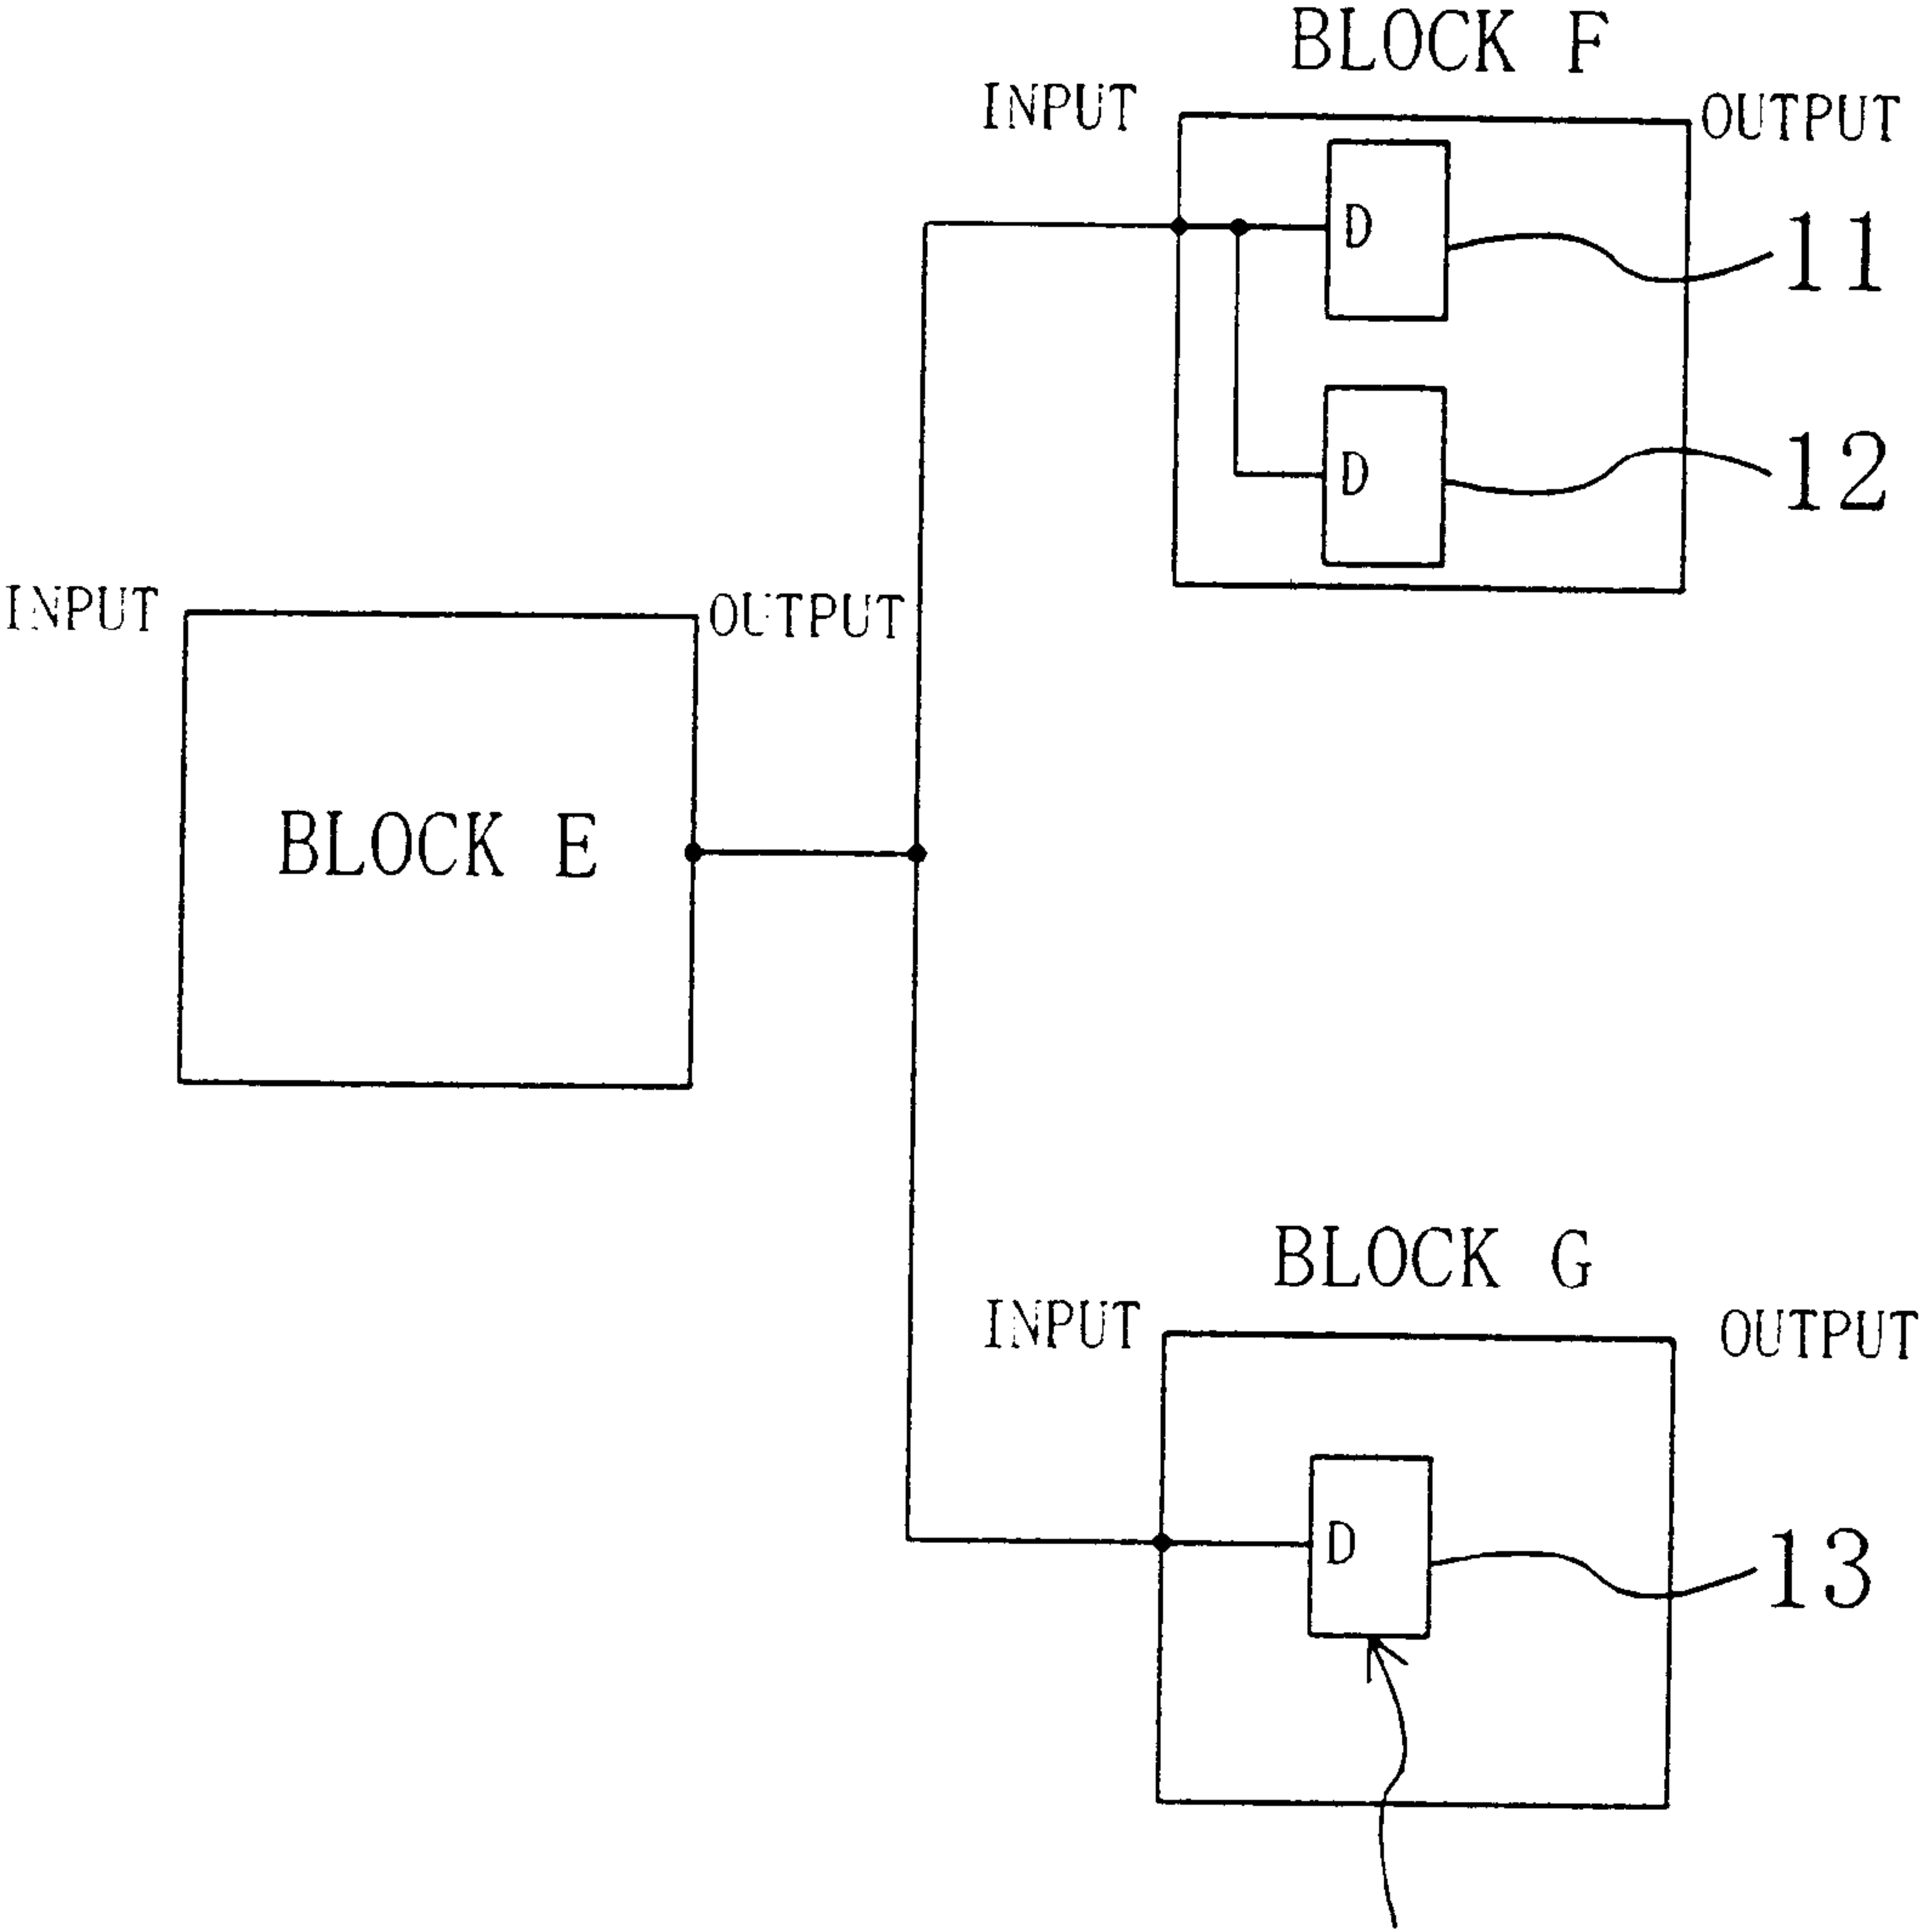 BLOCK F
INPUT
OUTPUT
D
11
D
12
INPUT
OUTPUT
BLOCK E
BLOCK G
INPUT
OUTPUT
D
13